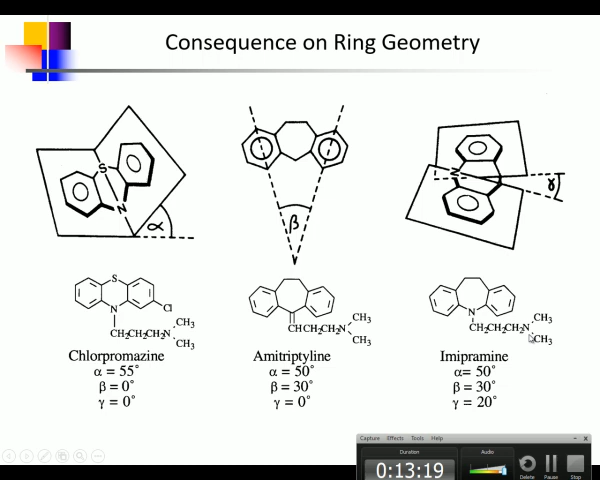 Consequence on Ring Geometry
S
N
α
β
N
γ
S
N
Cl
CH₂CH₂CH₂N
CH₃
CH₃
Chlorpromazine
α = 55°
β = 0°
γ = 0°
CHCH₂CH₂N
CH₃
CH₃
Amitriptyline
α = 50°
β = 30°
γ = 0°
N
CH₂CH₂CH₂N
CH₃
CH₃
Imipramine
α= 50°
β = 30°
γ = 20°
Capture Effects Tools Help
Duration
0:13:19
Audio
Delete
Pause
Stop